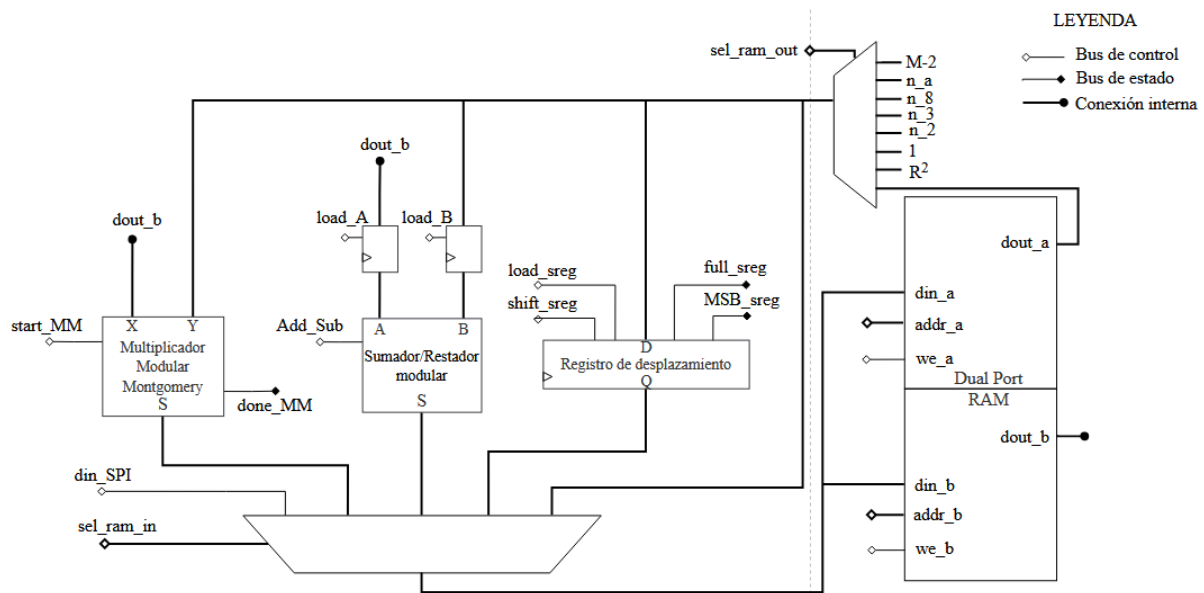 LEYENDA
Bus de control
Bus de estado
Conexión interna
sel_ram_out
M-2
n_a
n_8
n_3
n_2
1
R²
dout_b
load_A
load_B
dout_b
start_MM
X
Y
Multiplicador
Modular
Montgomery
S
done_MM
Add_Sub
A
B
Sumador/Restador
modular
S
load_sreg
shift_sreg
full_sreg
MSB_sreg
D
Registro de desplazamiento
Q
din_SPI
sel_ram_in
dout_a
din_a
addr_a
we_a
Dual Port
RAM
dout_b
din_b
addr_b
we_b